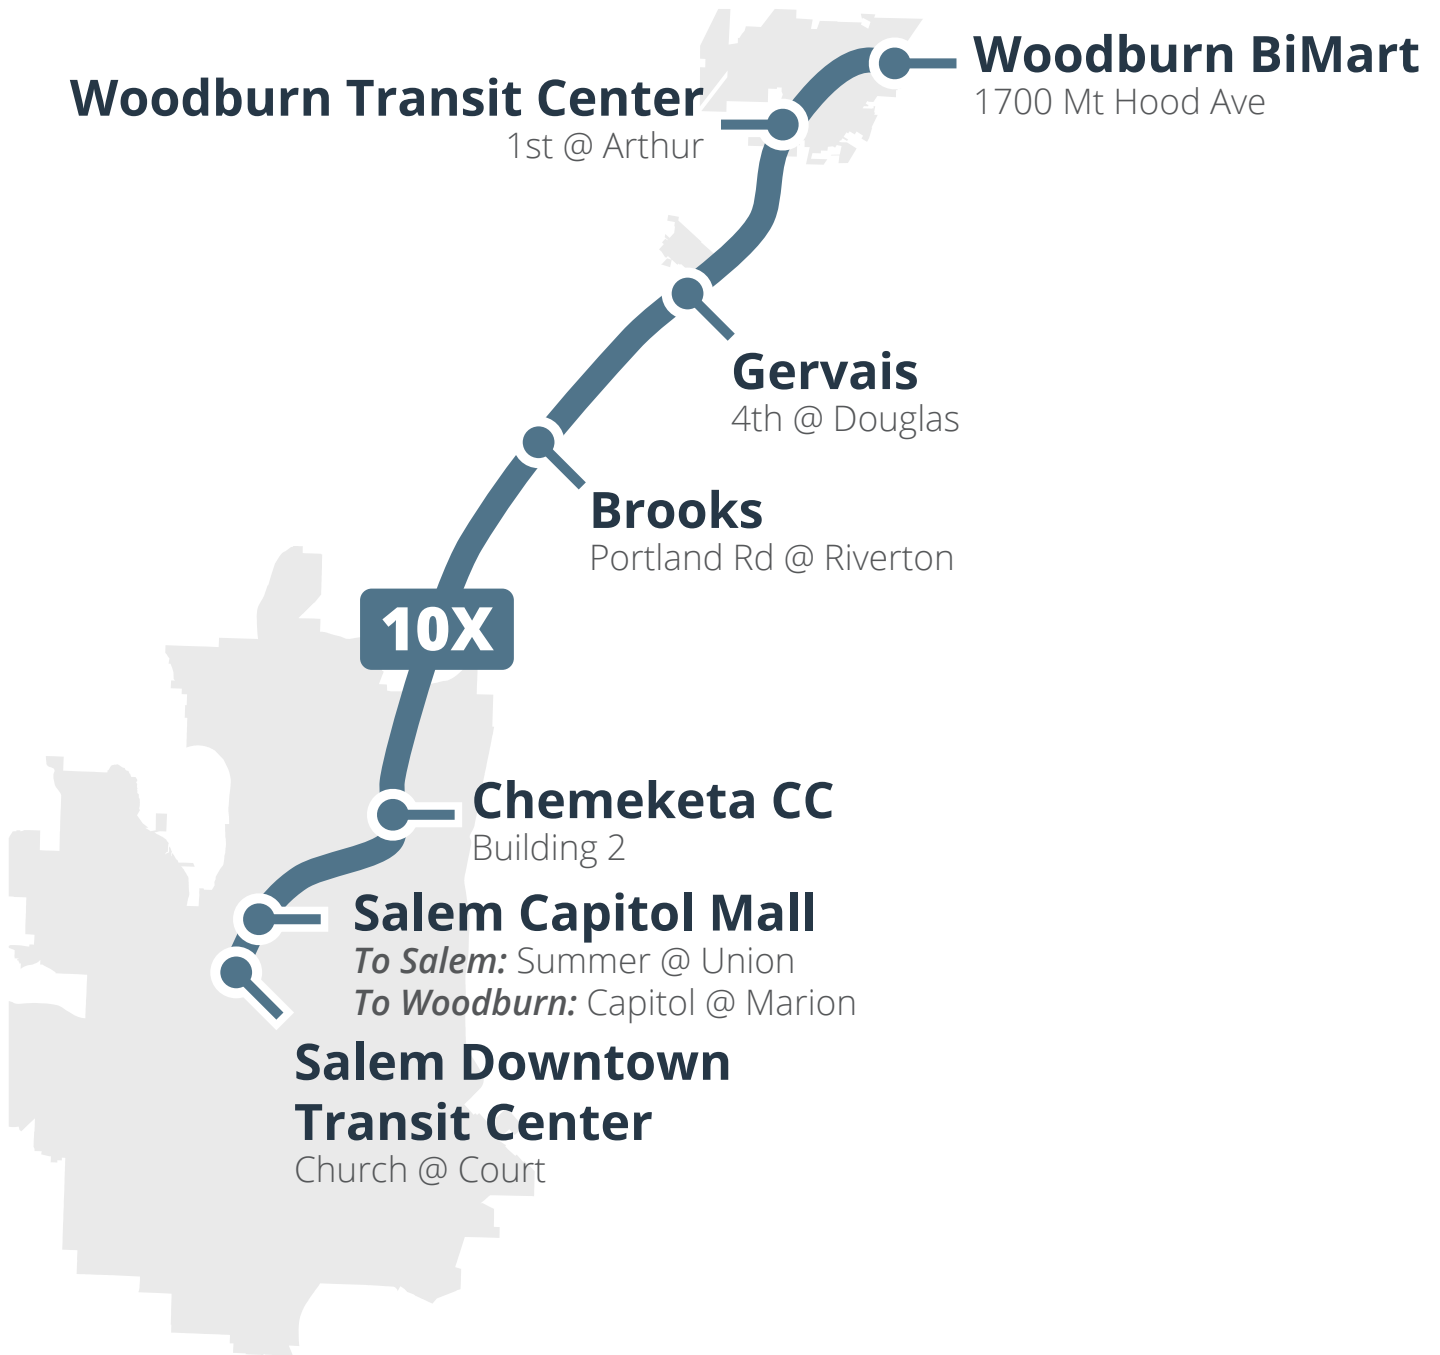 Woodburn BiMart
1700 Mt Hood Ave
Woodburn Transit Center
1st @ Arthur
Gervais
4th @ Douglas
Brooks
Portland Rd @ Riverton
10X
Chemeketa CC
Building 2
Salem Capitol Mall
To Salem: Summer @ Union
To Woodburn: Capitol @ Marion
Salem Downtown
Transit Center
Church @ Court